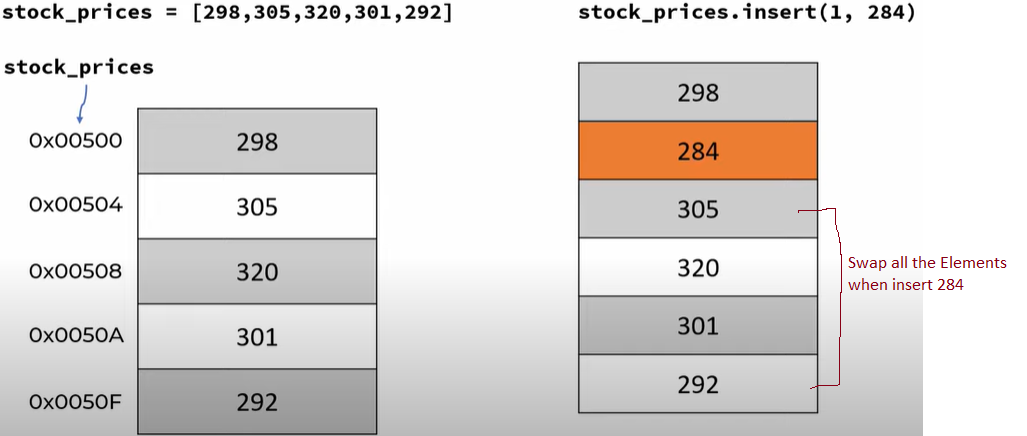 stock_prices = [298,305,320,301,292]
stock_prices
0x00500
298
0x00504
305
0x00508
320
0x0050A
301
0x0050F
292
stock_prices.insert(1, 284)
298
284
305
320
301
292
Swap all the Elements
when insert 284